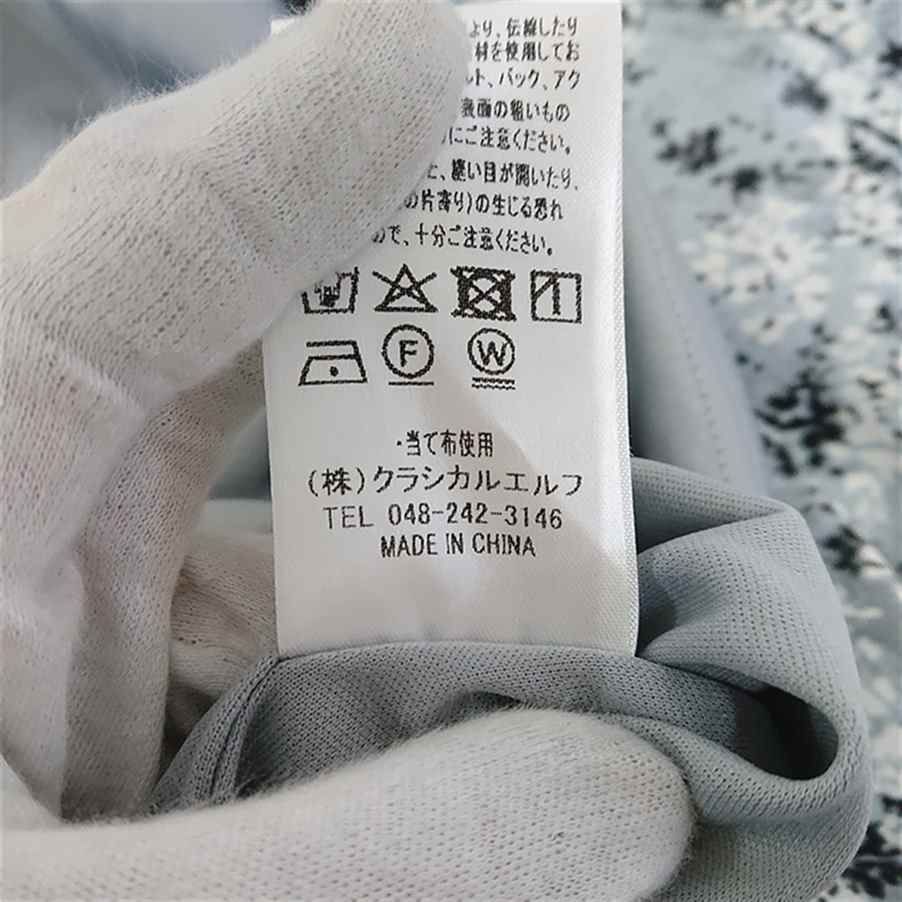 より、伝線したり
材を使用してお
ルト、バック、アク
表面の粗いもの
にご注意ください。
と、縫い目が開いたり、
の片寄り)の生じる恐れ
ので、十分ご注意ください。
F W
・当て布使用
(株)クラシカルエルフ
TEL 048-242-3146
MADE IN CHINA